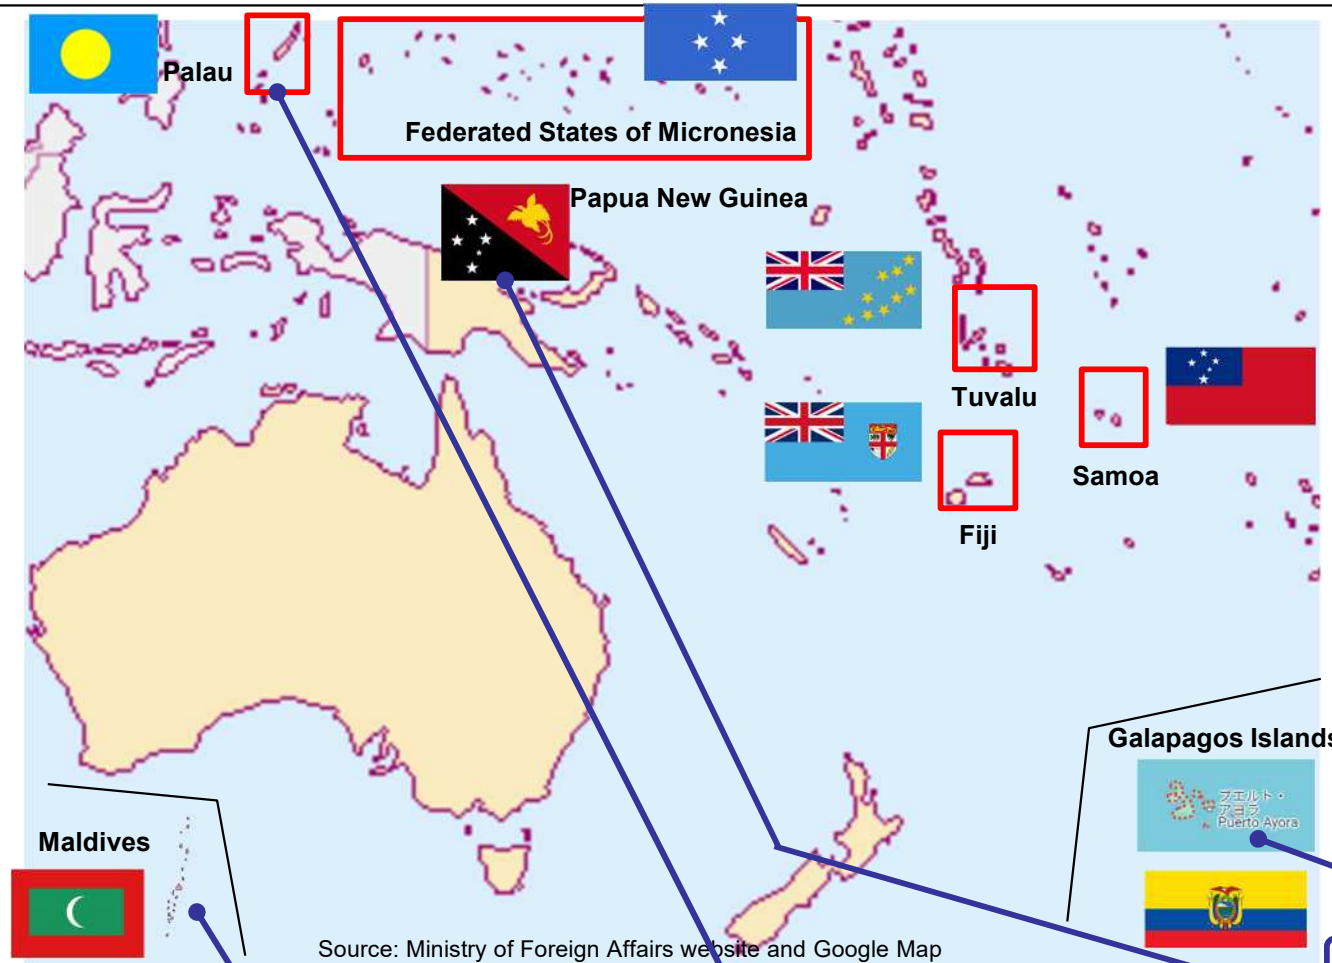 Palau
Federated States of Micronesia
Papua New Guinea
Tuvalu
Samoa
Fiji
Galapagos Islands
プエルト・
アヨラ
Puerto Ayora
Maldives
Source: Ministry of Foreign Affairs website and Google Map